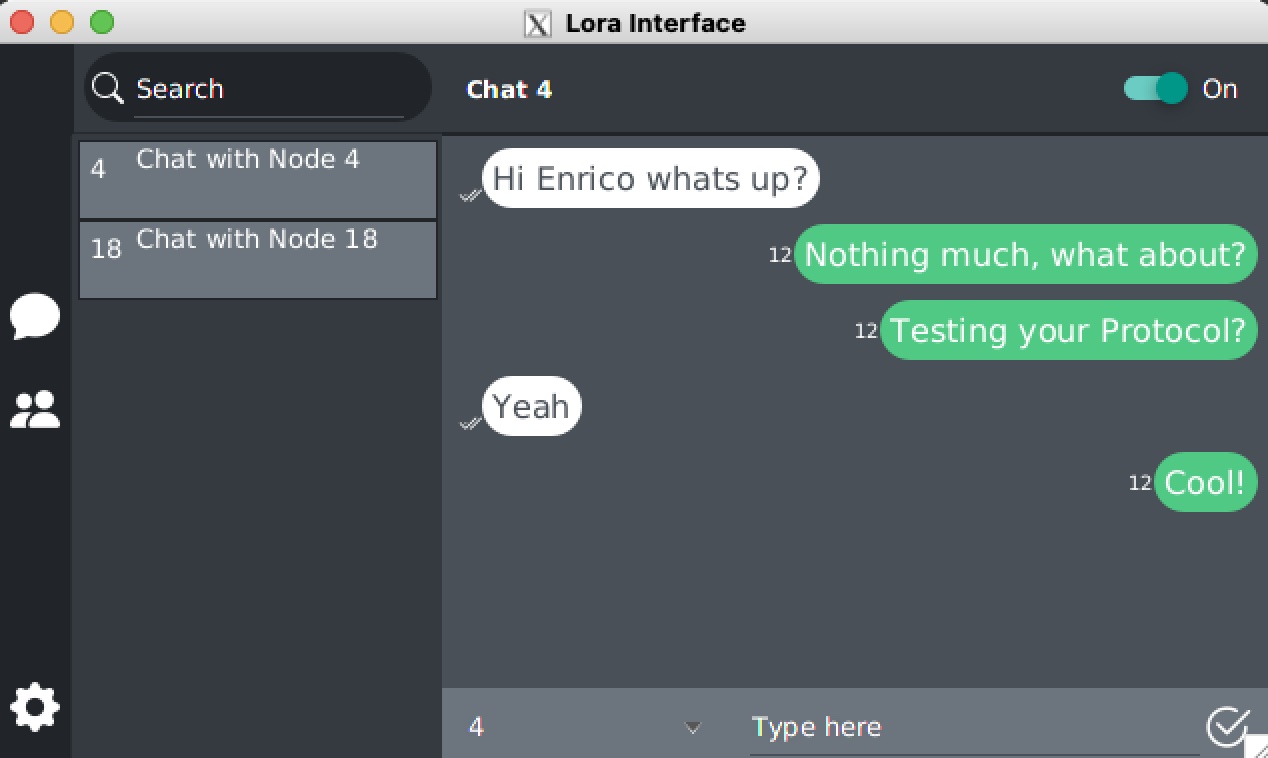 Lora Interface
Search
Chat 4
On
4 Chat with Node 4
18 Chat with Node 18
Hi Enrico whats up?
12 Nothing much, what about?
12 Testing your Protocol?
Yeah
12 Cool!
4
Type here